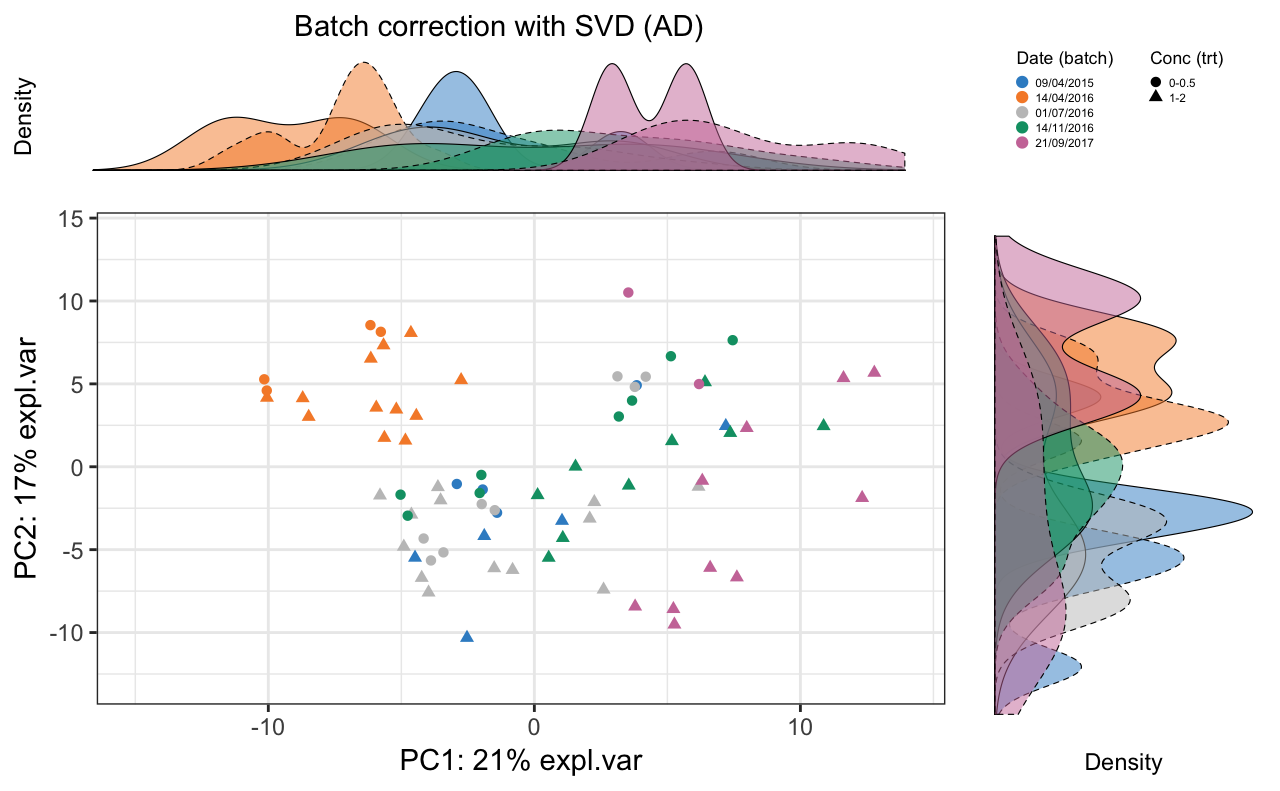 Batch correction with SVD (AD)
Density
Date (batch)
09/04/2015
14/04/2016
01/07/2016
14/11/2016
21/09/2017
Conc (trt)
0-0.5
1-2
15
10
5
0
-5
-10
PC2: 17% expl.var
-10
0
10
PC1: 21% expl.var
Density